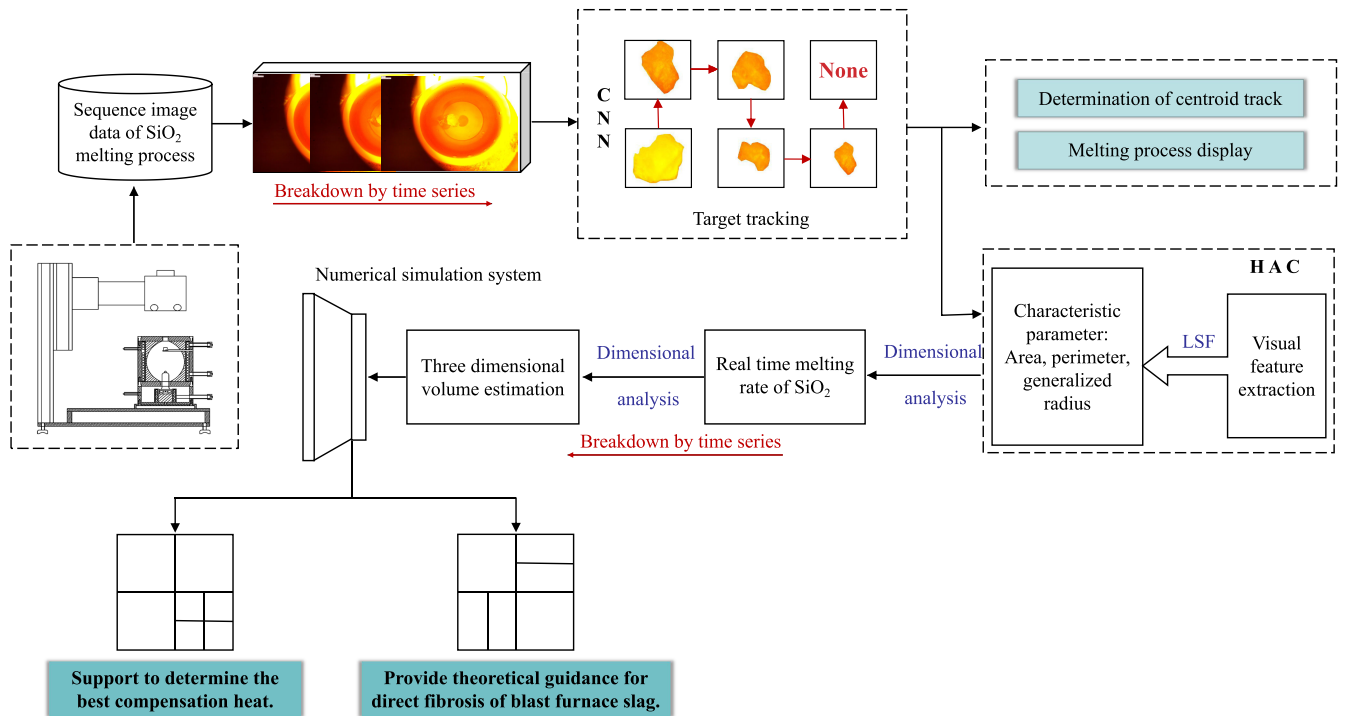 Sequence image
data of SiO₂
melting process
Breakdown by time series
C
N
N
None
Target tracking
Determination of centroid track
Melting process display
H A C
Characteristic
parameter:
Area, perimeter,
generalized
radius
LSF
Visual
feature
extraction
Dimensional
analysis
Real time melting
rate of SiO₂
Dimensional
analysis
Breakdown by time series
Three dimensional
volume estimation
Numerical simulation system
Support to determine the
best compensation heat.
Provide theoretical guidance for
direct fibrosis of blast furnace slag.